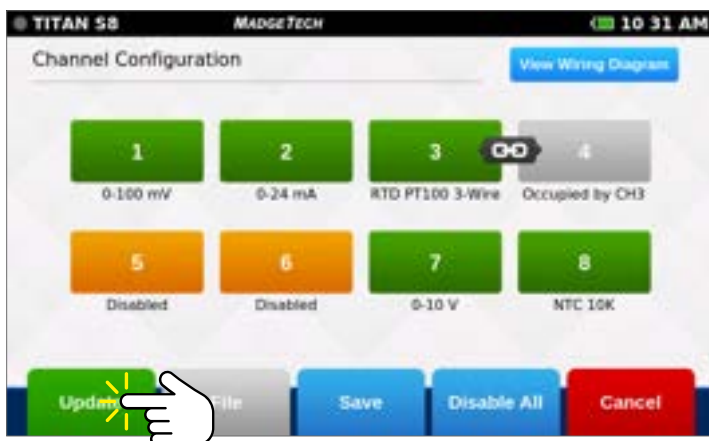 TITAN S8 MADGETECH 10 31 AM
Channel Configuration View Wiring Diagram
1 2 3 4
0-100 mV 0-24 mA RTD PT100 3-Wire Occupied by CH3
5 6 7 8
Disabled Disabled 0-10 V NTC 10K
Update File Save Disable All Cancel